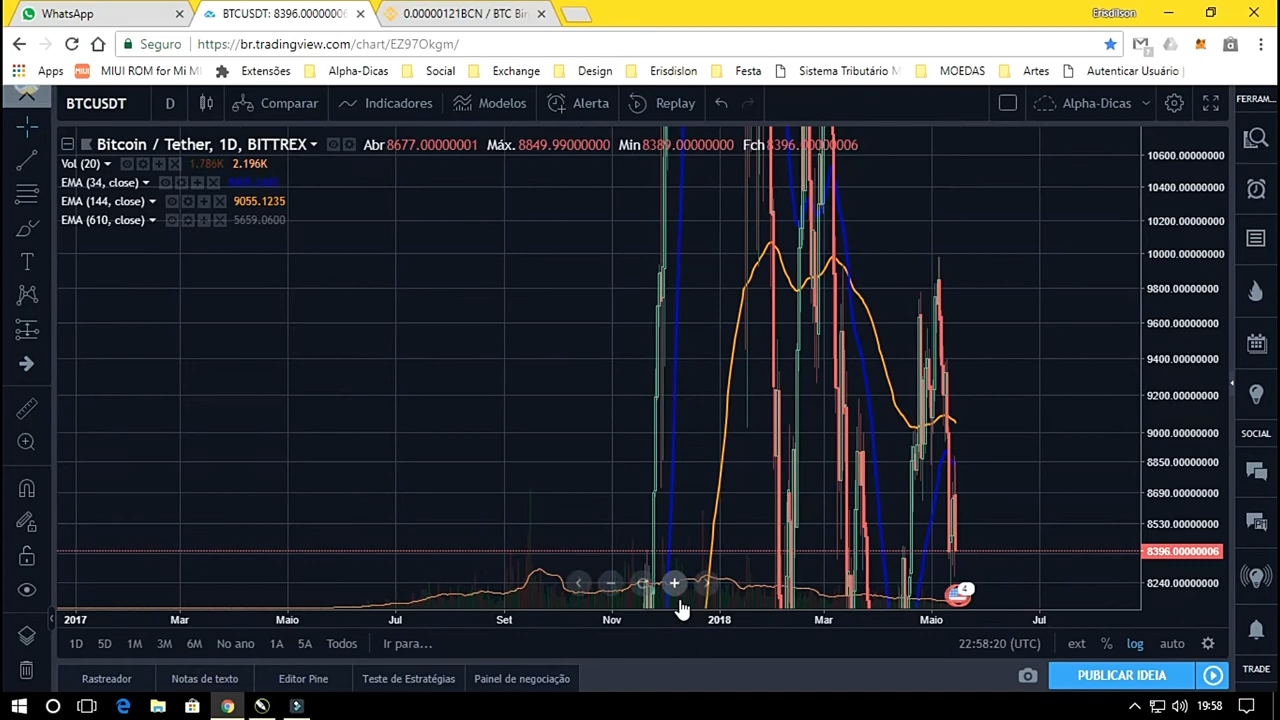 WhatsApp
BTCUSDT: 8396.00000006
0.00000121BCN / BTC Bin
Erisdilson
Seguro
https://br.tradingview.com/chart/EZ97Okgm/
Apps
MIUI ROM for Mi M
Extensões
Alpha-Dicas
Social
Exchange
Design
Erisdislon
Festa
Sistema Tributário M
MOEDAS
Artes
Autenticar Usuário
BTCUSDT
D
Comparar
Indicadores
Modelos
Alerta
Replay
Alpha-Dicas
FERRAM...
Bitcoin / Tether, 1D, BITTREX
Abr 8677.00000001 Máx. 8849.99000000 Min 8389.00000000 Fch 8396.00000006
Vol (20) 1.786K 2.196K
EMA (34, close)
EMA (144, close) 9055.1235
EMA (610, close) 5659.0600
10600.00000000
10400.00000000
10200.00000000
10000.00000000
9800.00000000
9600.00000000
9400.00000000
9200.00000000
9000.00000000
8850.00000000
8690.00000000
8530.00000000
8396.00000006
8240.00000000
SOCIAL
4
2017 Mar Maio Jul Set Nov 2018 Mar Maio Jul
1D 5D 1M 3M 6M No ano 1A 5A Todos Ir para...
22:58:20 (UTC) ext % log auto
Rastreador
Notas de texto
Editor Pine
Teste de Estratégias
Painel de negociação
PUBLICAR IDEIA
TRADE
19:58